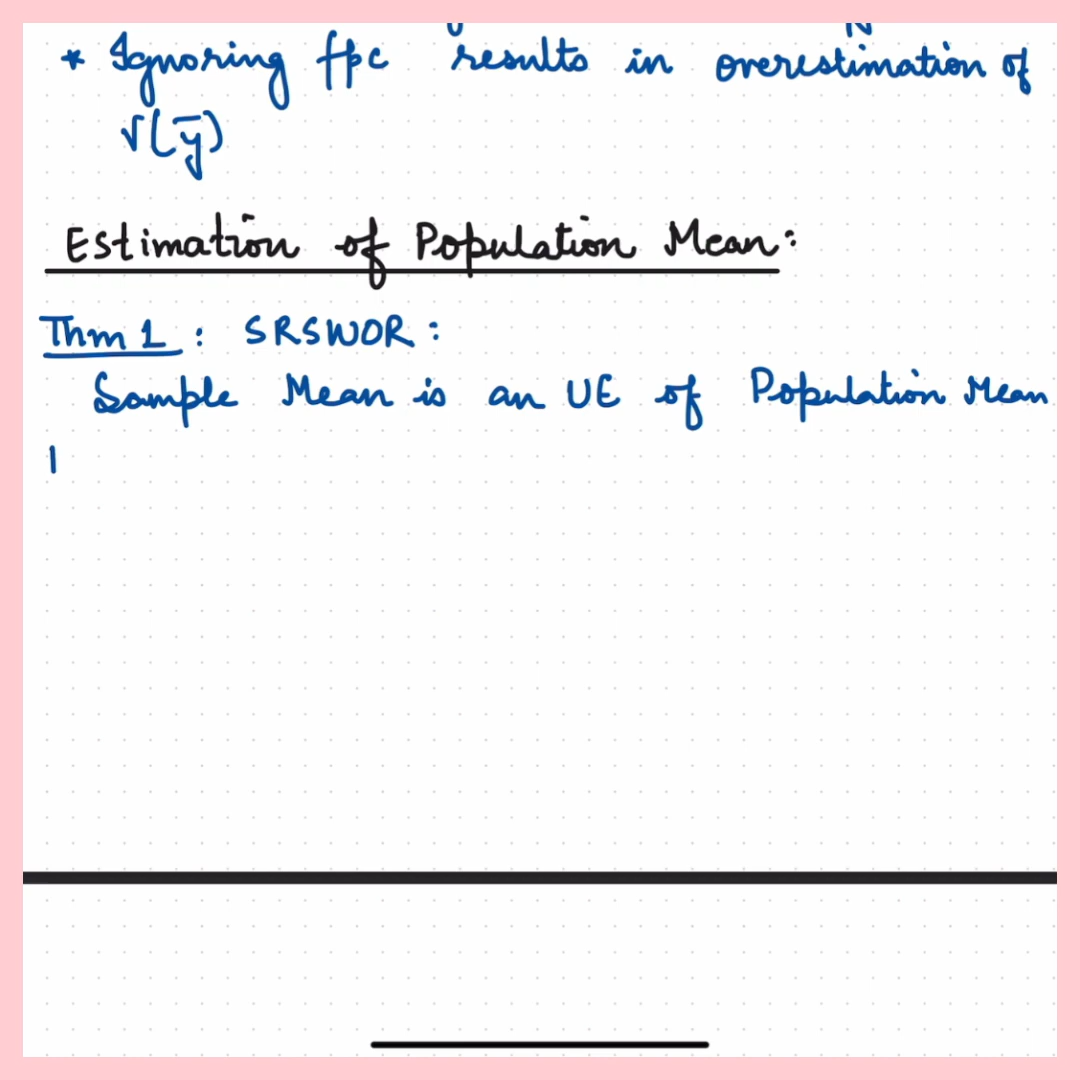 * Ignoring fpc results in overestimation of
V(ȳ)
Estimation of Population Mean:
Thm 1 : SRSWOR :
Sample Mean is an UE of Population Mean